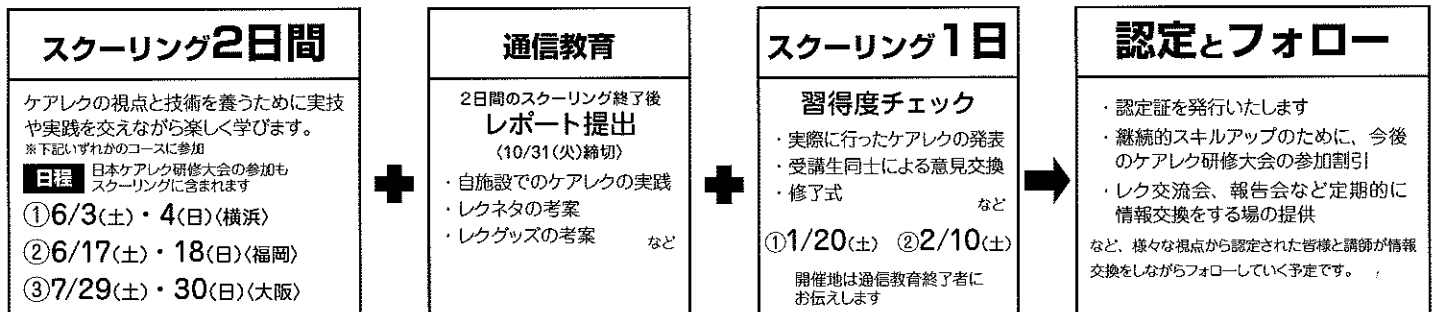 スクーリング2日間
ケアレクの視点と技術を養うために実技
や実践を交えながら楽しく学びます。
※下記いずれかのコースに参加
日程 日本ケアレク研修大会の参加も
スクーリングに含まれます
①6/3(土)・4(日)〈横浜〉
②6/17(土)・18(日)〈福岡〉
③7/29(土)・30(日)〈大阪〉
通信教育
2日間のスクーリング終了後
レポート提出
〈10/31(火)締切〉
・自施設でのケアレクの実践
・レクネタの考案
・レクグッズの考案 など
スクーリング1日
習得度チェック
・実際に行ったケアレクの発表
・受講生同士による意見交換
・修了式
など
①1/20(土) ②2/10(土)
開催地は通信教育終了者に
お伝えします
認定とフォロー
・認定証を発行いたします
・継続的スキルアップのために、今後
のケアレク研修大会の参加割引
・レク交流会、報告会など定期的に
情報交換をする場の提供
など、様々な視点から認定された皆様と講師が情報
交換をしながらフォローしていく予定です。